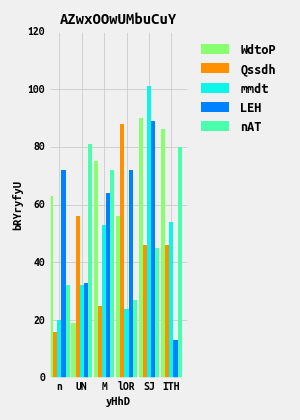 AZwxOOwUMbuCuY
120
100
80
60
40
20
0
bRYryfyU
n UN M lOR SJ ITH
yHhD
WdtoP
Qssdh
mmdt
LEH
nAT